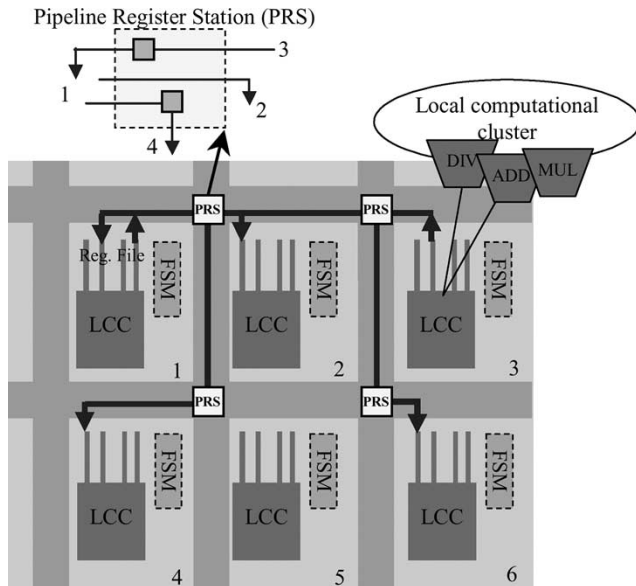 Pipeline Register Station (PRS)
3
1
2
4
Local computational
cluster
DIV
ADD
MUL
PRS
PRS
Reg. File
FSM
FSM
FSM
LCC
LCC
LCC
1
2
3
PRS
PRS
FSM
FSM
FSM
LCC
LCC
LCC
4
5
6